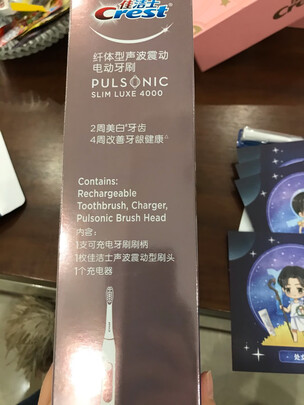 佳洁士
Crest
纤体型声波震动
电动牙刷
PULSONIC
SLIM LUXE 4000
2周美白*牙齿
4周改善牙龈健康
Contains:
Rechargeable
Toothbrush, Charger,
Pulsonic Brush Head
内容:
1支可充电牙刷刷柄
1枚佳洁士声波震动型刷头
1个充电器